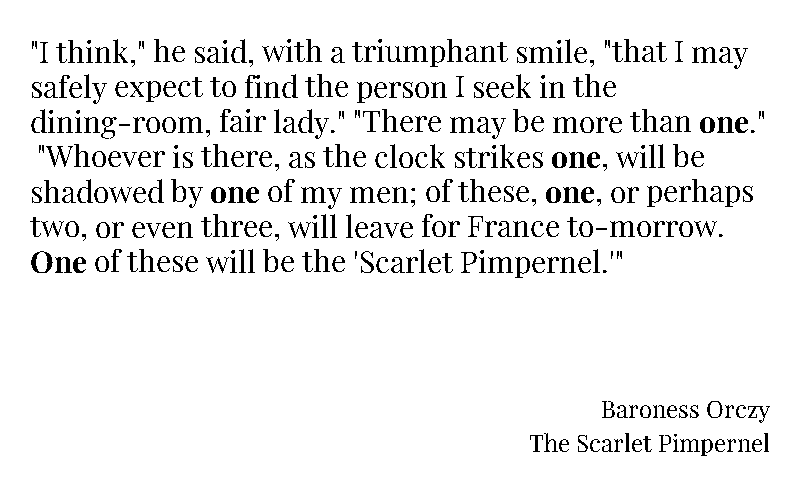 "I think," he said, with a triumphant smile, "that I may
safely expect to find the person I seek in the
dining-room, fair lady." "There may be more than one."
"Whoever is there, as the clock strikes one, will be
shadowed by one of my men; of these, one, or perhaps
two, or even three, will leave for France to-morrow.
One of these will be the 'Scarlet Pimpernel.'"
Baroness Orczy
The Scarlet Pimpernel